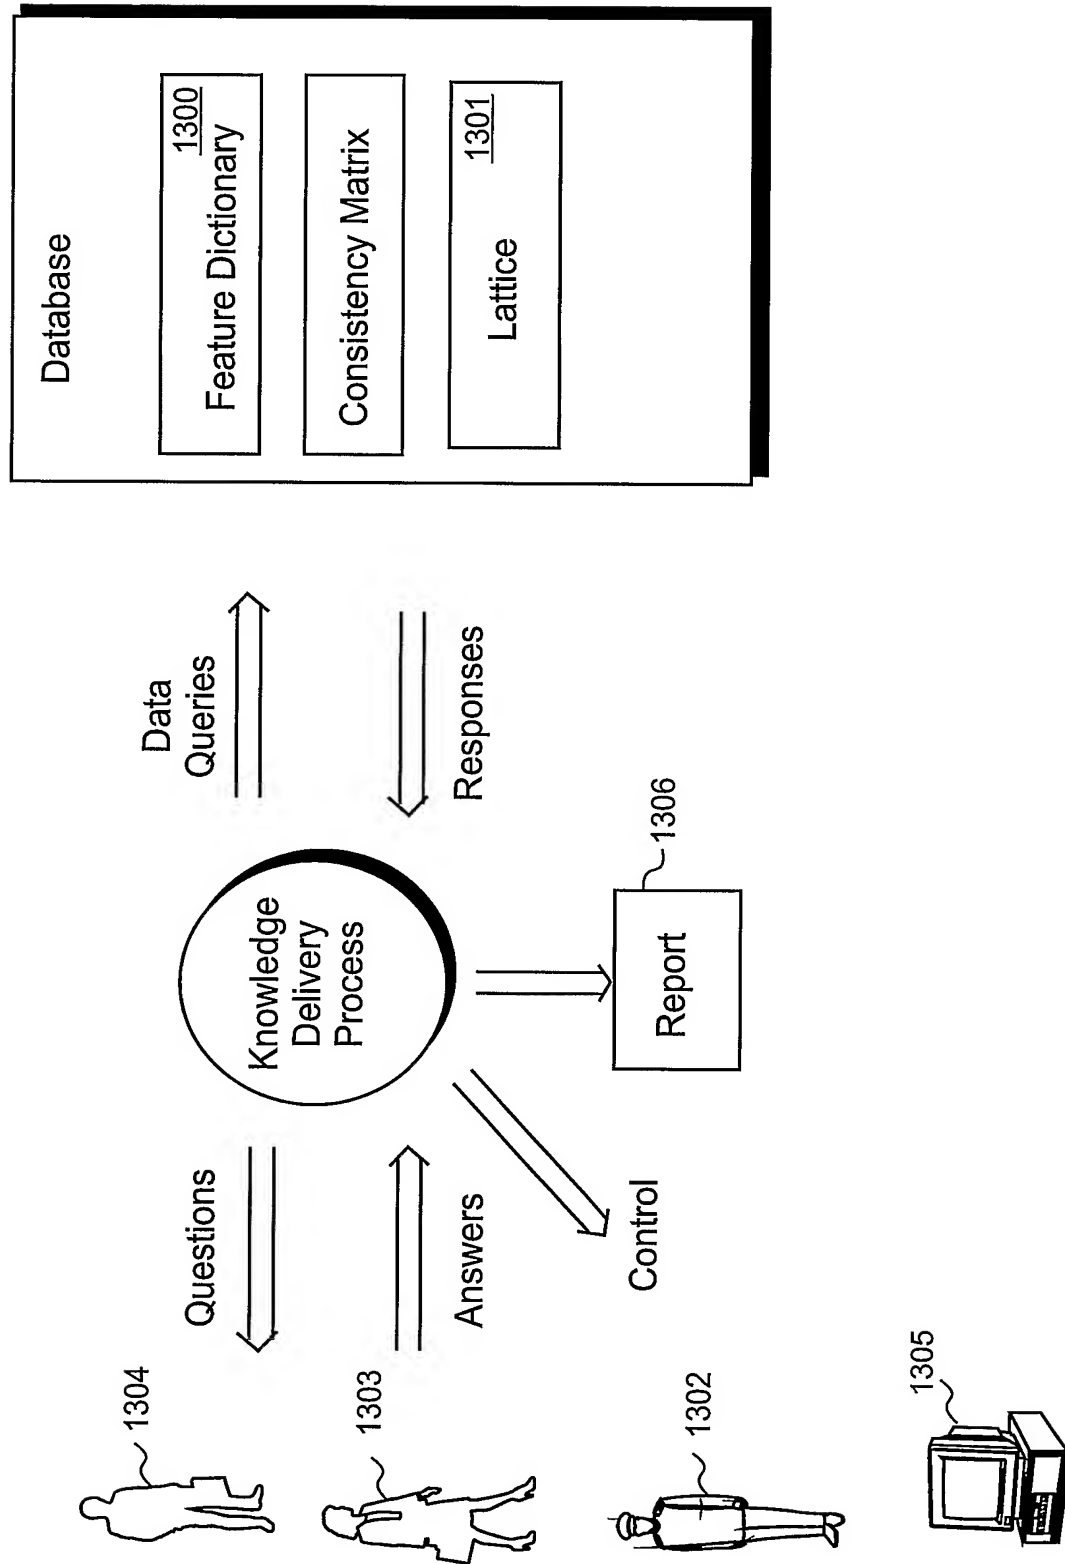 1304
1303
1302
1305
Questions
Answers
Control
Knowledge
Delivery
Process
Report
1306
Data
Queries
Responses
Database
1300
Feature Dictionary
Consistency Matrix
1301
Lattice